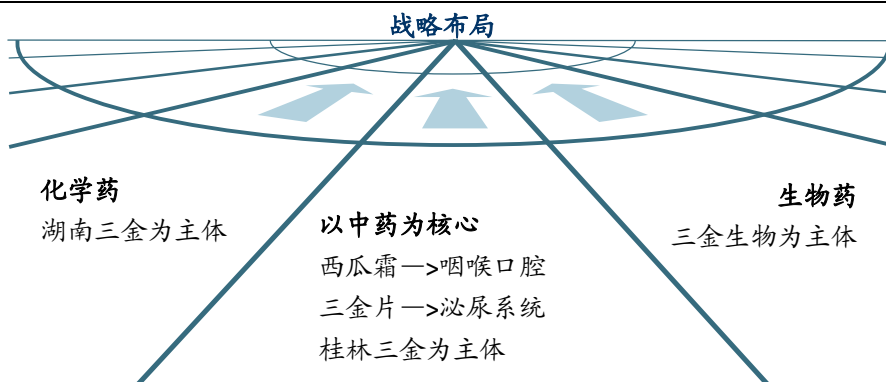 战略布局
化学药
湖南三金为主体
以中药为核心
西瓜霜—>咽喉口腔
三金片—>泌尿系统
桂林三金为主体
生物药
三金生物为主体